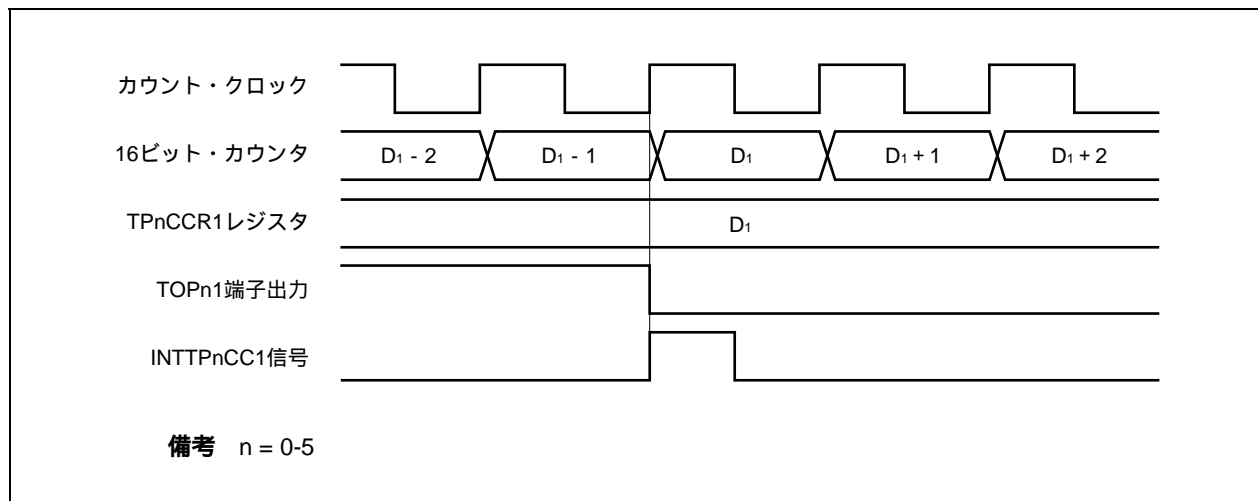 カウント・クロック
16ビット・カウンタ D₁ - 2 D₁ - 1 D₁ D₁ + 1 D₁ + 2
TPnCCR1レジスタ D₁
TOPn1端子出力
INTTPnCC1信号
備考 n = 0-5